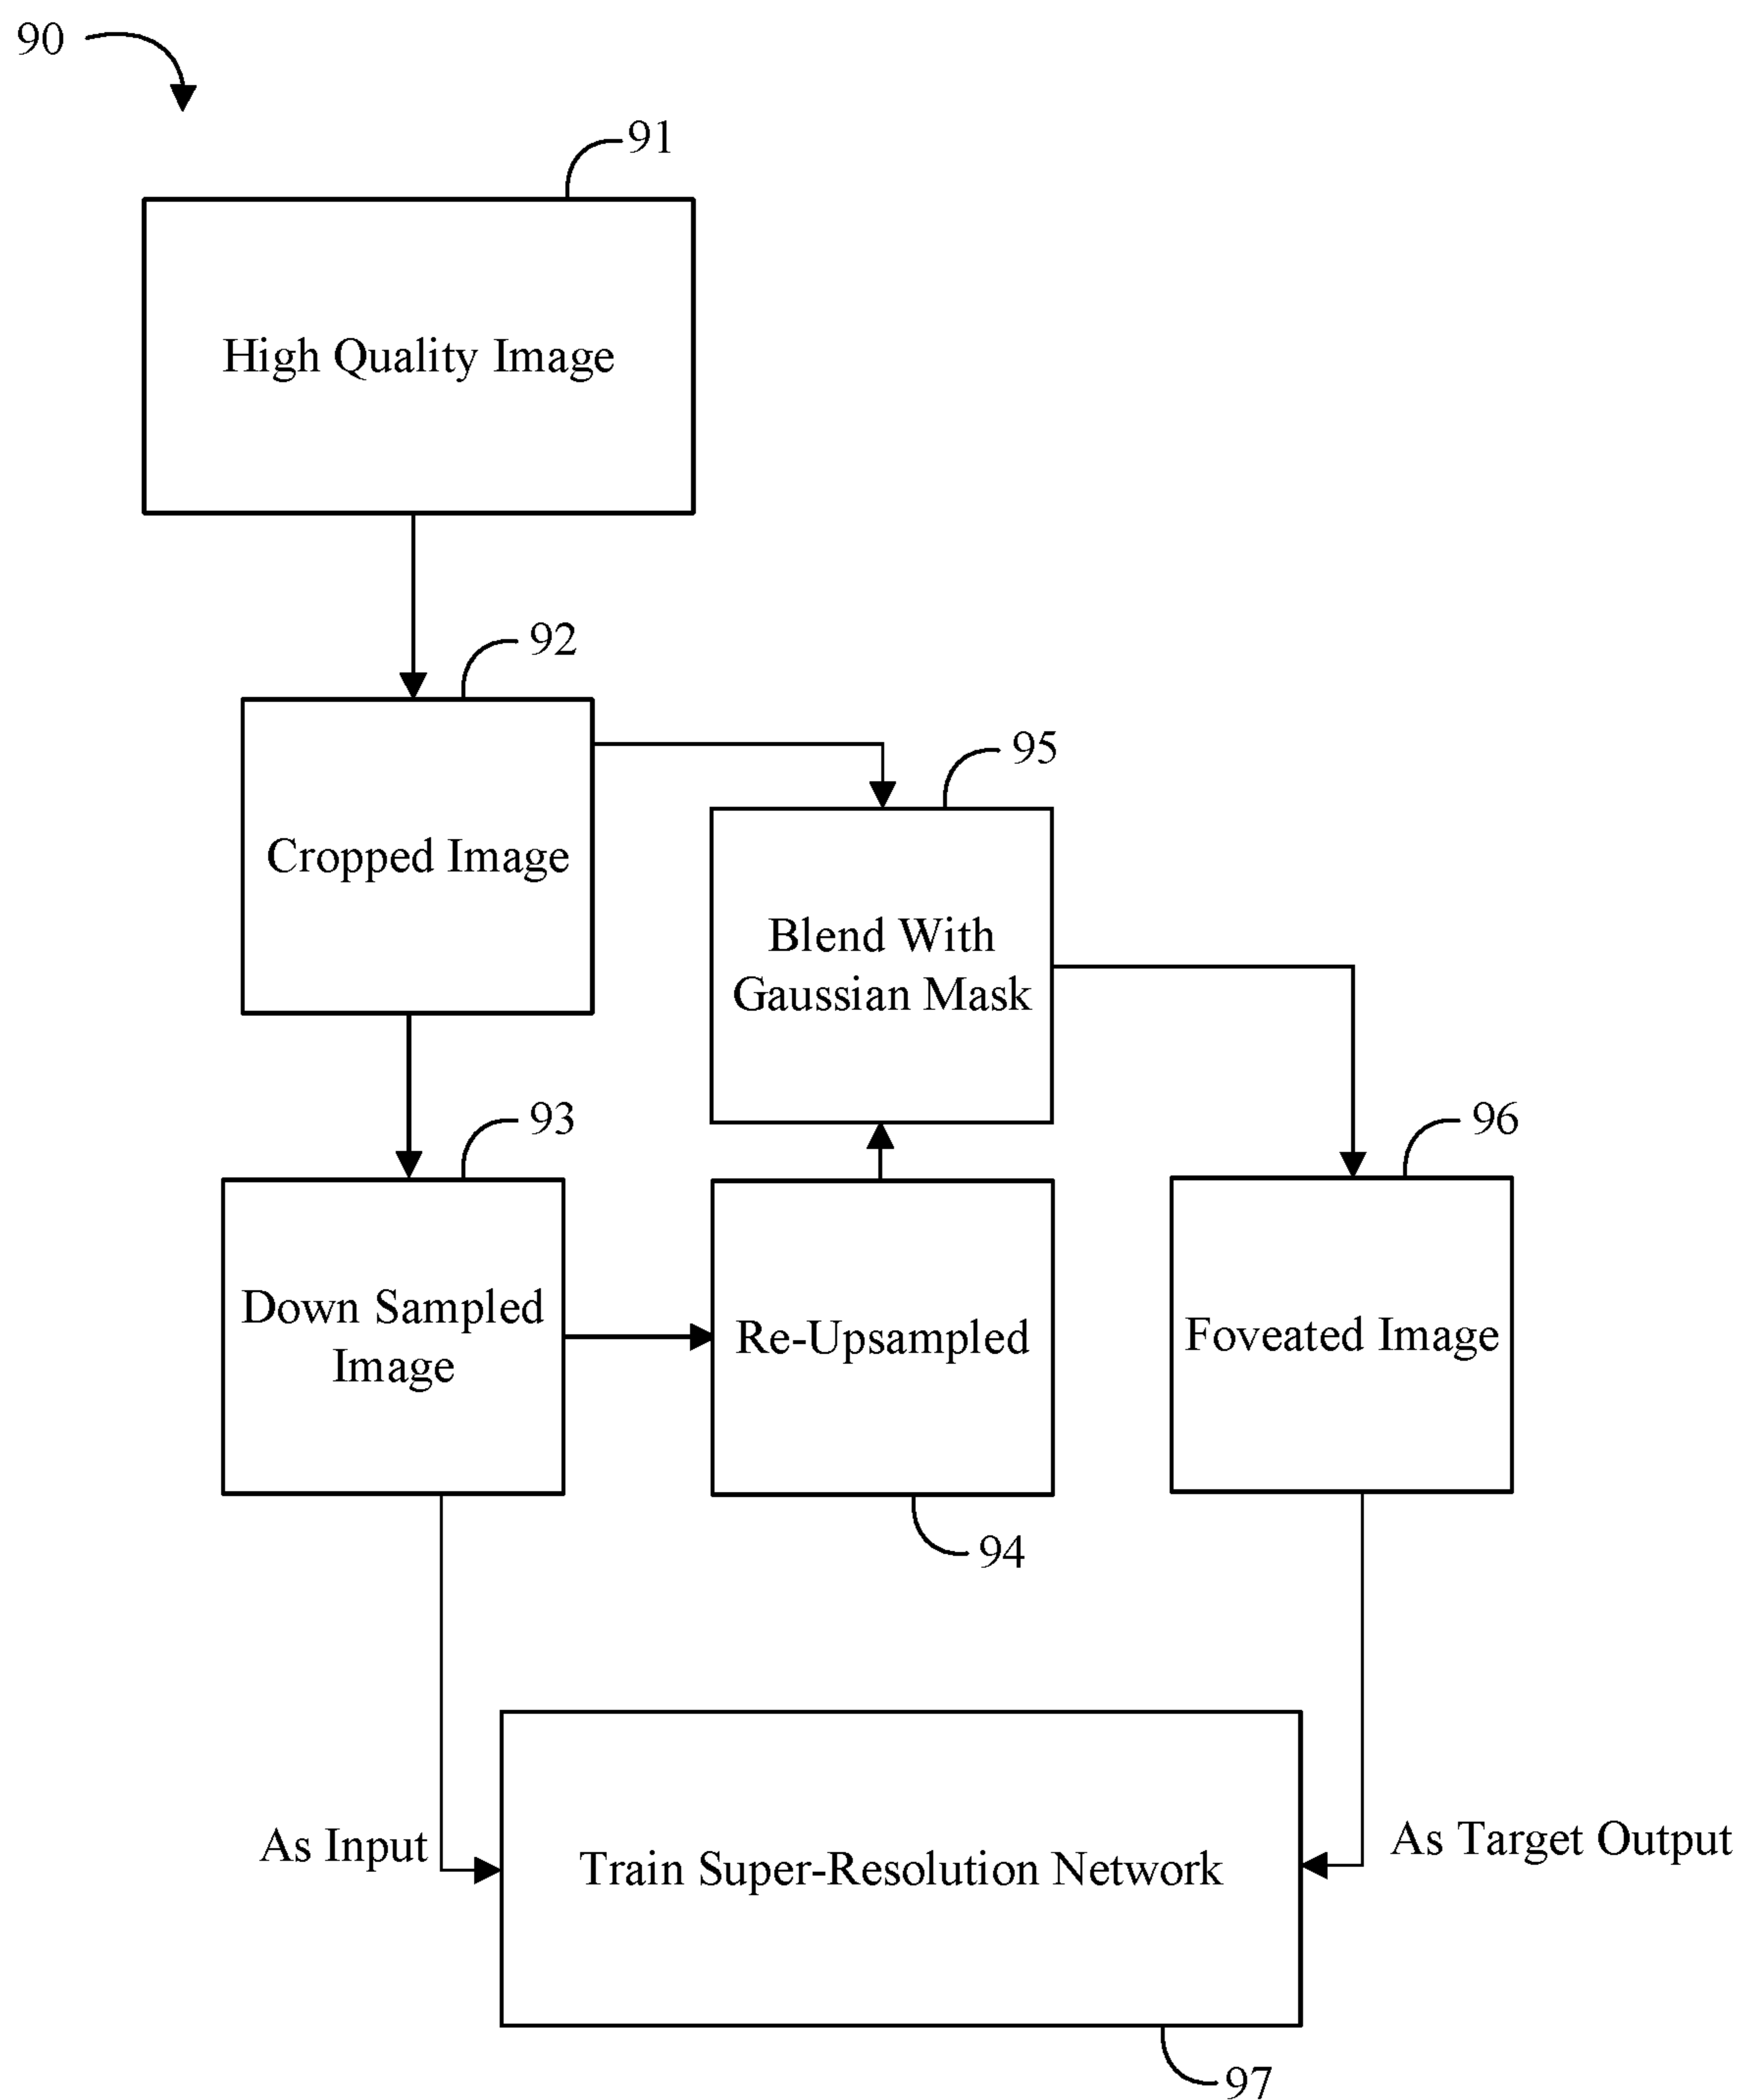 90
91
High Quality Image
92
Cropped Image
95
Blend With
Gaussian Mask
93
Down Sampled
Image
Re-Upsampled
94
96
Foveated Image
As Input
Train Super-Resolution Network
As Target Output
97